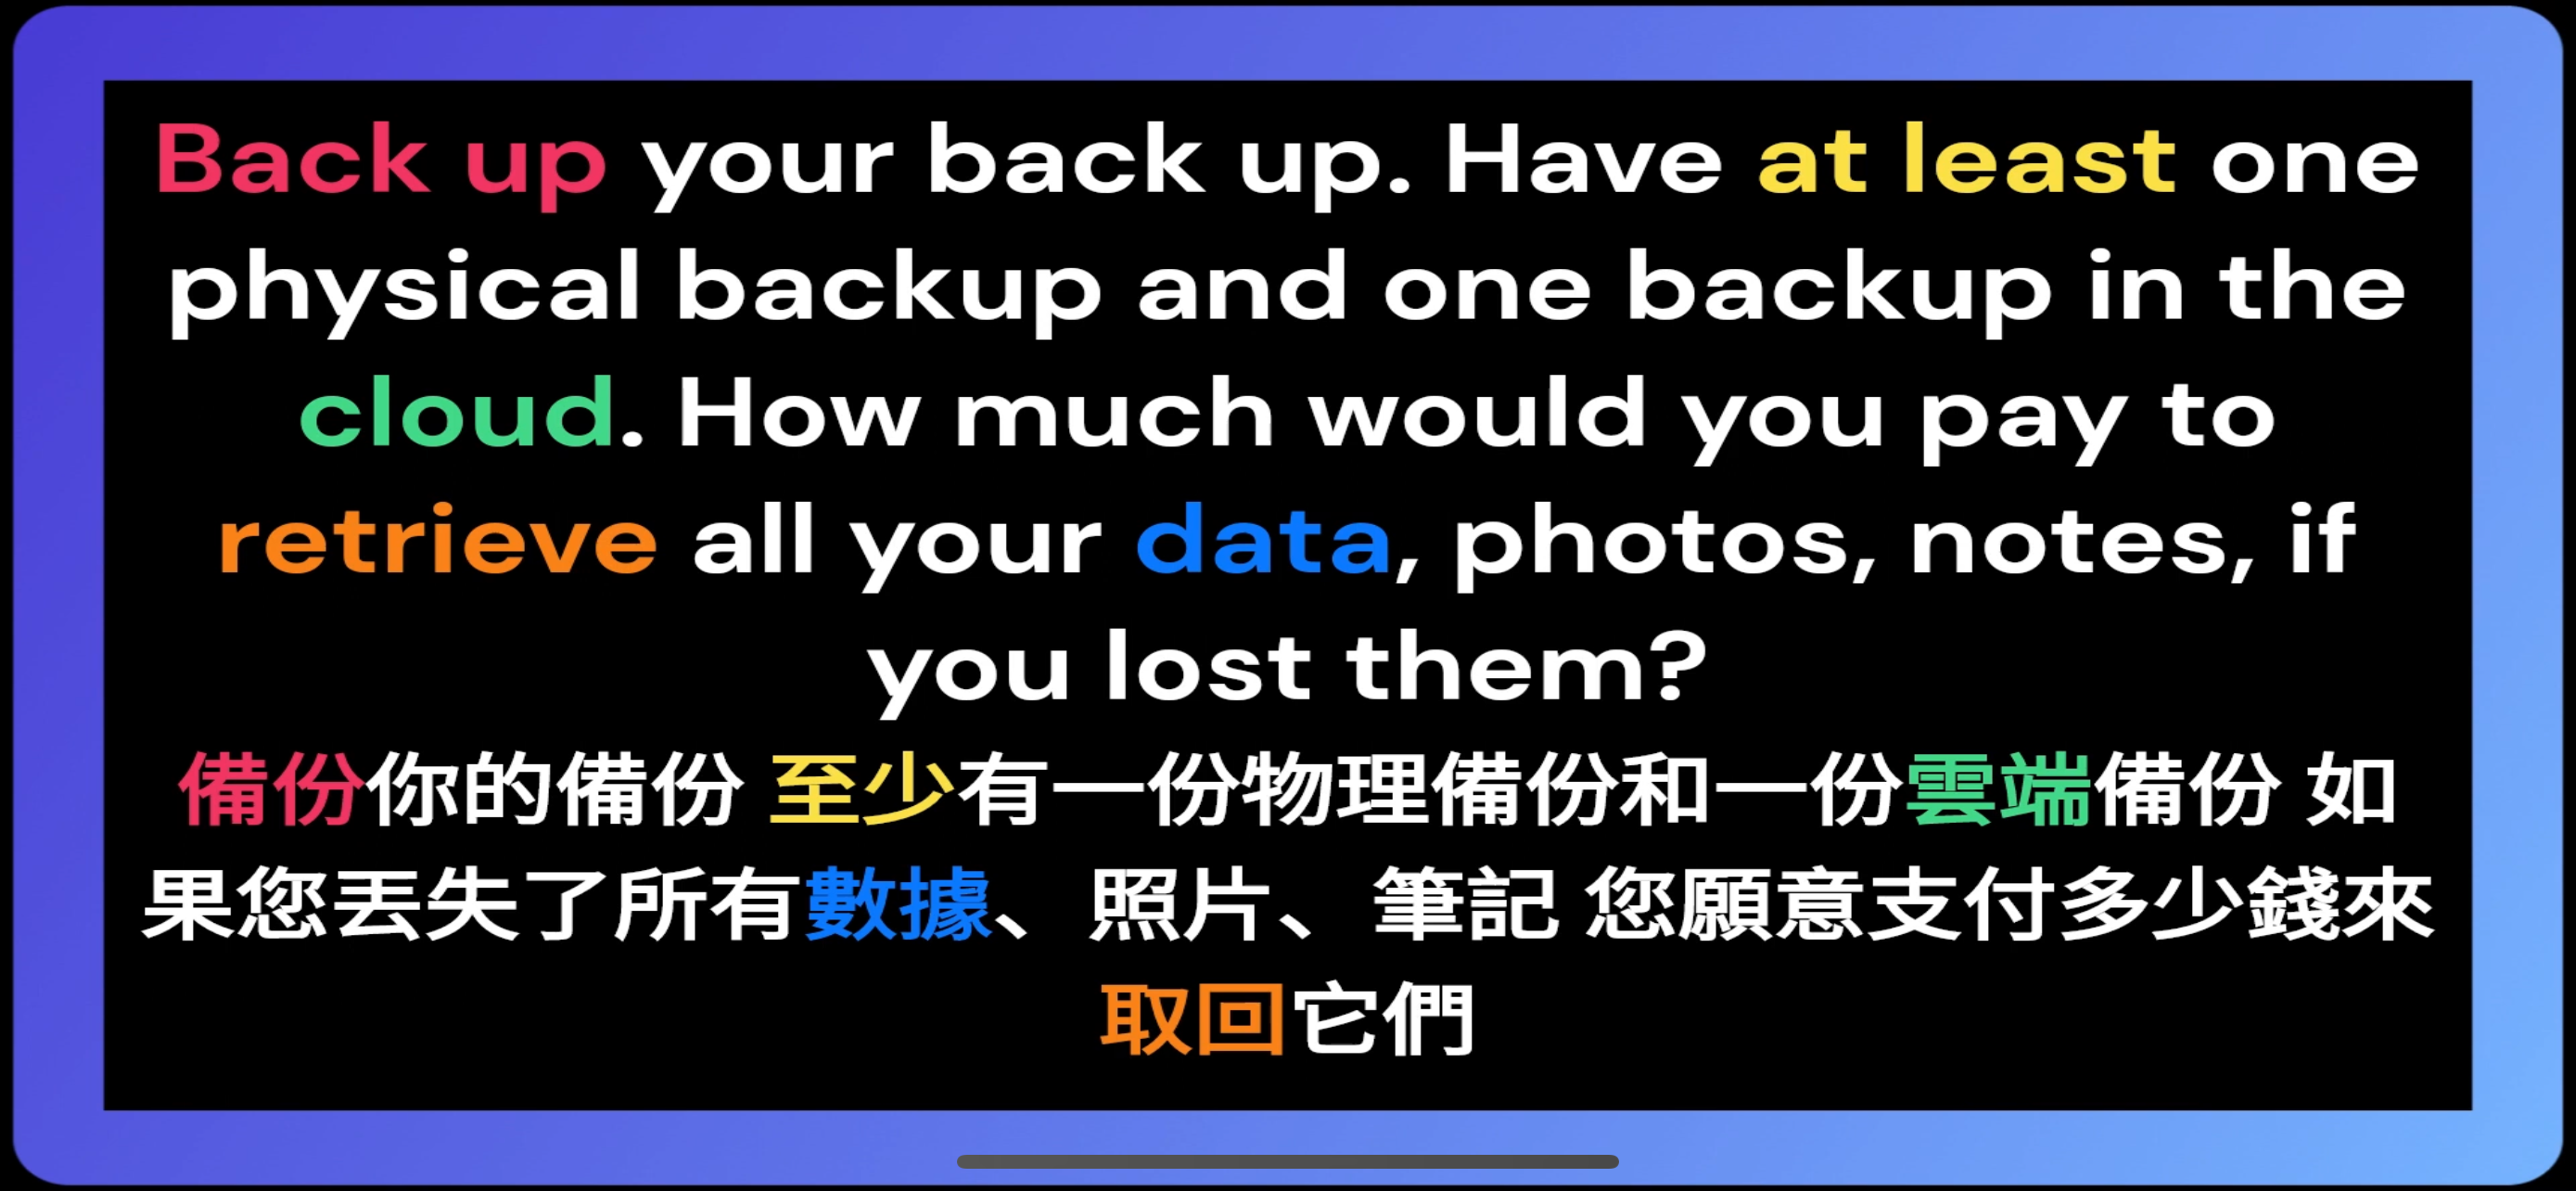 Back up your back up. Have at least one
physical backup and one backup in the
cloud. How much would you pay to
retrieve all your data, photos, notes, if
you lost them?
備份你的備份 至少有一份物理備份和一份雲端備份 如
果您丟失了所有數據、照片、筆記 您願意支付多少錢來
取回它們